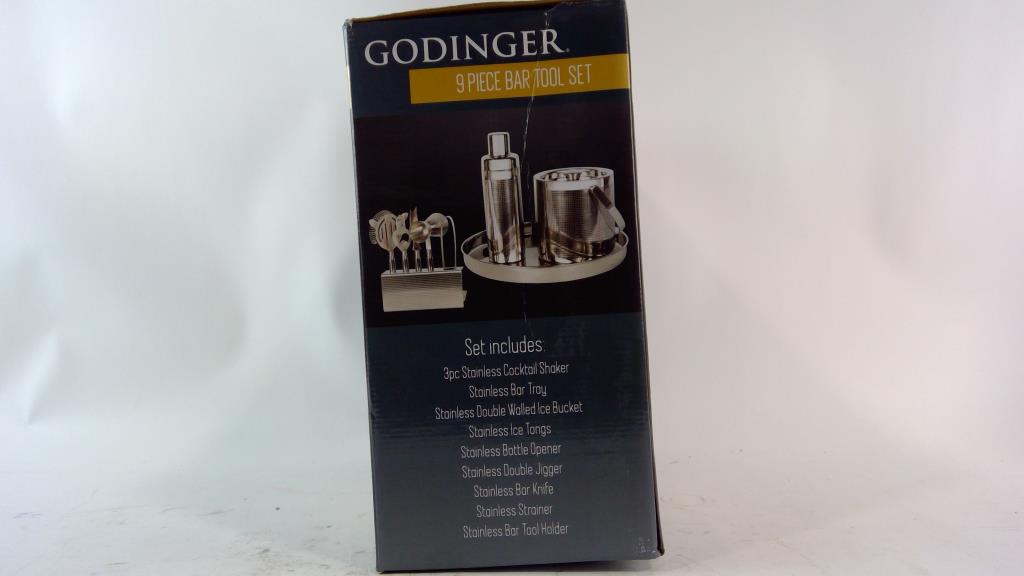 GODINGER
9 PIECE BAR TOOL SET
Set includes:
3pc Stainless Cocktail Shaker
Stainless Bar Tray
Stainless Double Walled Ice Bucket
Stainless Ice Tongs
Stainless Bottle Opener
Stainless Double Jigger
Stainless Bar Knife
Stainless Strainer
Stainless Bar Tool Holder